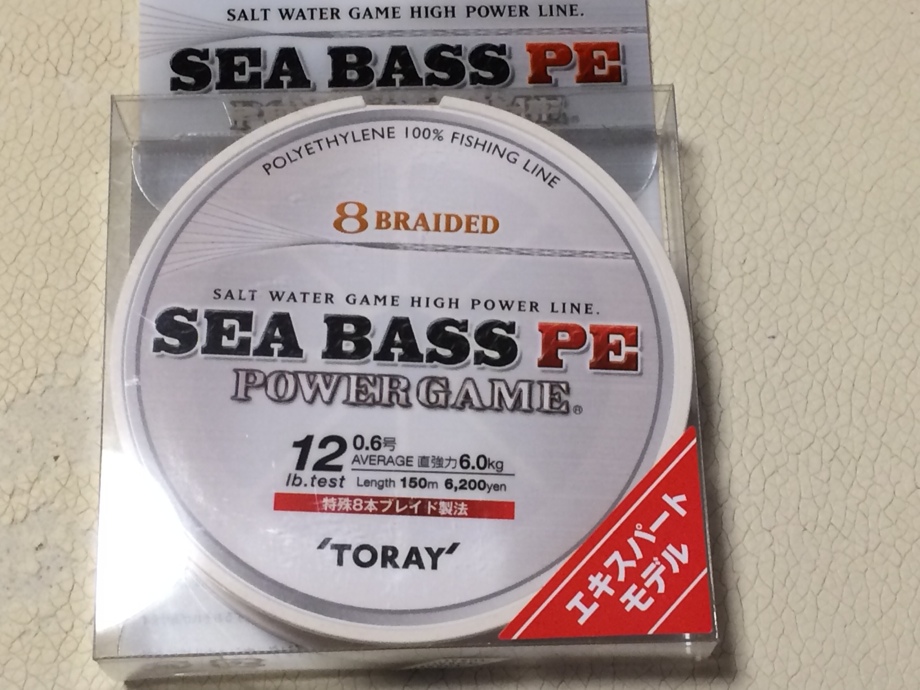 SALT WATER GAME HIGH POWER LINE.
SEA BASS PE
POLYETHYLENE 100% FISHING LINE
8 BRAIDED
SALT WATER GAME HIGH POWER LINE.
SEA BASS PE
POWER GAME®
12 lb.test
0.6号
AVERAGE 直強力6.0kg
Length 150m 6,200yen
特殊8本ブレイド製法
'TORAY'
エキスパート
モデル